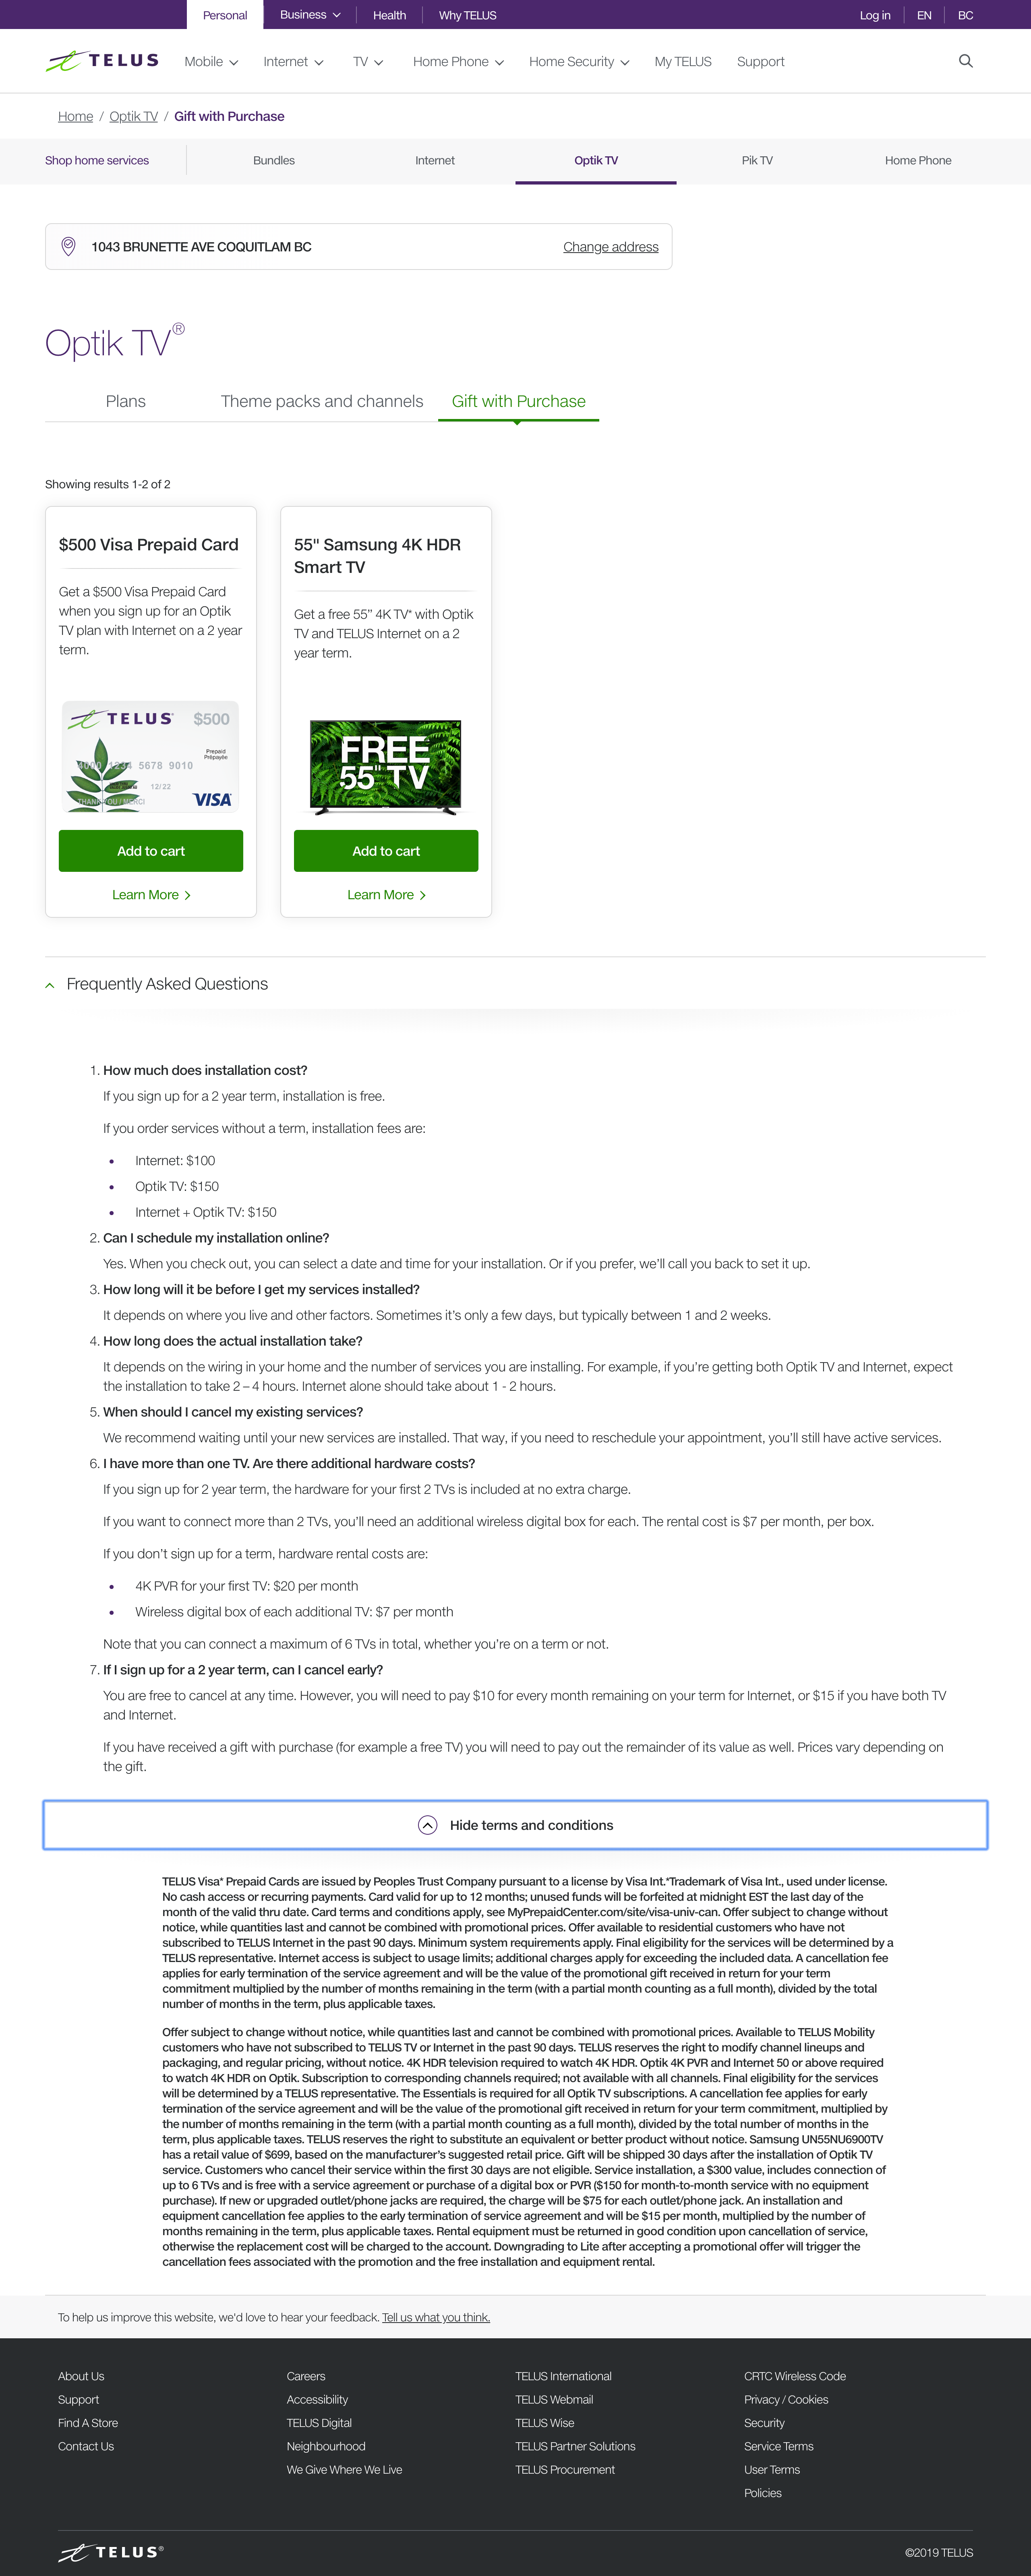 Personal Business Health Why TELUS Log in EN BC
TELUS Mobile Internet TV Home Phone Home Security My TELUS Support
Home / Optik TV / Gift with Purchase
Shop home services Bundles Internet Optik TV Pik TV Home Phone
1043 BRUNETTE AVE COQUITLAM BC Change address
Optik TV®
Plans Theme packs and channels Gift with Purchase
Showing results 1-2 of 2
$500 Visa Prepaid Card
Get a $500 Visa Prepaid Card
when you sign up for an Optik
TV plan with Internet on a 2 year
term.
TELUS $500
Prepaid
Prépayée
4000 1234 5678 9010
12/22
THANK YOU / MERCI
VISA
Add to cart
Learn More
55" Samsung 4K HDR
Smart TV
Get a free 55" 4K TV* with Optik
TV and TELUS Internet on a 2
year term.
FREE
55" TV
Add to cart
Learn More
Frequently Asked Questions
1. How much does installation cost?
If you sign up for a 2 year term, installation is free.
If you order services without a term, installation fees are:
• Internet: $100
• Optik TV: $150
• Internet + Optik TV: $150
2. Can I schedule my installation online?
Yes. When you check out, you can select a date and time for your installation. Or if you prefer, we'll call you back to set it up.
3. How long will it be before I get my services installed?
It depends on where you live and other factors. Sometimes it's only a few days, but typically between 1 and 2 weeks.
4. How long does the actual installation take?
It depends on the wiring in your home and the number of services you are installing. For example, if you're getting both Optik TV and Internet, expect
the installation to take 2 – 4 hours. Internet alone should take about 1 - 2 hours.
5. When should I cancel my existing services?
We recommend waiting until your new services are installed. That way, if you need to reschedule your appointment, you'll still have active services.
6. I have more than one TV. Are there additional hardware costs?
If you sign up for 2 year term, the hardware for your first 2 TVs is included at no extra charge.
If you want to connect more than 2 TVs, you'll need an additional wireless digital box for each. The rental cost is $7 per month, per box.
If you don't sign up for a term, hardware rental costs are:
• 4K PVR for your first TV: $20 per month
• Wireless digital box of each additional TV: $7 per month
Note that you can connect a maximum of 6 TVs in total, whether you're on a term or not.
7. If I sign up for a 2 year term, can I cancel early?
You are free to cancel at any time. However, you will need to pay $10 for every month remaining on your term for Internet, or $15 if you have both TV
and Internet.
If you have received a gift with purchase (for example a free TV) you will need to pay out the remainder of its value as well. Prices vary depending on
the gift.
Hide terms and conditions
TELUS Visa* Prepaid Cards are issued by Peoples Trust Company pursuant to a license by Visa Int.*Trademark of Visa Int., used under license.
No cash access or recurring payments. Card valid for up to 12 months; unused funds will be forfeited at midnight EST the last day of the
month of the valid thru date. Card terms and conditions apply, see MyPrepaidCenter.com/site/visa-univ-can. Offer subject to change without
notice, while quantities last and cannot be combined with promotional prices. Offer available to residential customers who have not
subscribed to TELUS Internet in the past 90 days. Minimum system requirements apply. Final eligibility for the services will be determined by a
TELUS representative. Internet access is subject to usage limits; additional charges apply for exceeding the included data. A cancellation fee
applies for early termination of the service agreement and will be the value of the promotional gift received in return for your term
commitment multiplied by the number of months remaining in the term (with a partial month counting as a full month), divided by the total
number of months in the term, plus applicable taxes.
Offer subject to change without notice, while quantities last and cannot be combined with promotional prices. Available to TELUS Mobility
customers who have not subscribed to TELUS TV or Internet in the past 90 days. TELUS reserves the right to modify channel lineups and
packaging, and regular pricing, without notice. 4K HDR television required to watch 4K HDR. Optik 4K PVR and Internet 50 or above required
to watch 4K HDR on Optik. Subscription to corresponding channels required; not available with all channels. Final eligibility for the services
will be determined by a TELUS representative. The Essentials is required for all Optik TV subscriptions. A cancellation fee applies for early
termination of the service agreement and will be the value of the promotional gift received in return for your term commitment, multiplied by
the number of months remaining in the term (with a partial month counting as a full month), divided by the total number of months in the
term, plus applicable taxes. TELUS reserves the right to substitute an equivalent or better product without notice. Samsung UN55NU6900TV
has a retail value of $699, based on the manufacturer's suggested retail price. Gift will be shipped 30 days after the installation of Optik TV
service. Customers who cancel their service within the first 30 days are not eligible. Service installation, a $300 value, includes connection of
up to 6 TVs and is free with a service agreement or purchase of a digital box or PVR ($150 for month-to-month service with no equipment
purchase). If new or upgraded outlet/phone jacks are required, the charge will be $75 for each outlet/phone jack. An installation and
equipment cancellation fee applies to the early termination of service agreement and will be $15 per month, multiplied by the number of
months remaining in the term, plus applicable taxes. Rental equipment must be returned in good condition upon cancellation of service,
otherwise the replacement cost will be charged to the account. Downgrading to Lite after accepting a promotional offer will trigger the
cancellation fees associated with the promotion and the free installation and equipment rental.
To help us improve this website, we'd love to hear your feedback. Tell us what you think.
About Us Careers TELUS International CRTC Wireless Code
Support Accessibility TELUS Webmail Privacy / Cookies
Find A Store TELUS Digital TELUS Wise Security
Contact Us Neighbourhood TELUS Partner Solutions Service Terms
We Give Where We Live TELUS Procurement User Terms
Policies
TELUS® ©2019 TELUS